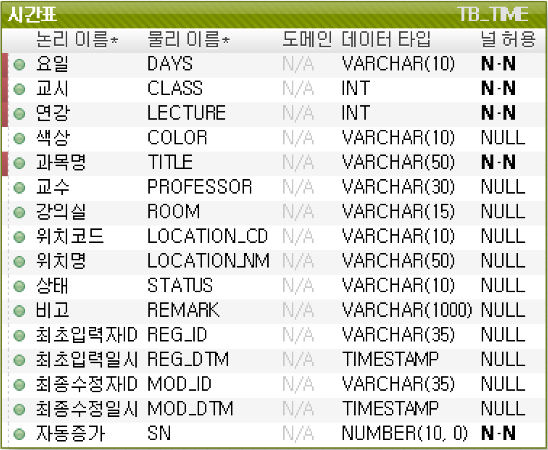 시간표 TB_TIME
논리 이름* 물리 이름* 도메인 데이터 타입 널 허용
요일 DAYS N/A VARCHAR(10) N-N
교시 CLASS N/A INT N-N
연강 LECTURE N/A INT N-N
색상 COLOR N/A VARCHAR(10) NULL
과목명 TITLE N/A VARCHAR(50) N-N
교수 PROFESSOR N/A VARCHAR(30) NULL
강의실 ROOM N/A VARCHAR(15) NULL
위치코드 LOCATION_CD N/A VARCHAR(10) NULL
위치명 LOCATION_NM N/A VARCHAR(50) NULL
상태 STATUS N/A VARCHAR(10) NULL
비고 REMARK N/A VARCHAR(1000) NULL
최초입력자ID REG_ID N/A VARCHAR(35) NULL
최초입력일시 REG_DTM N/A TIMESTAMP NULL
최종수정자ID MOD_ID N/A VARCHAR(35) NULL
최종수정일시 MOD_DTM N/A TIMESTAMP NULL
자동증가 SN N/A NUMBER(10, 0) N-N